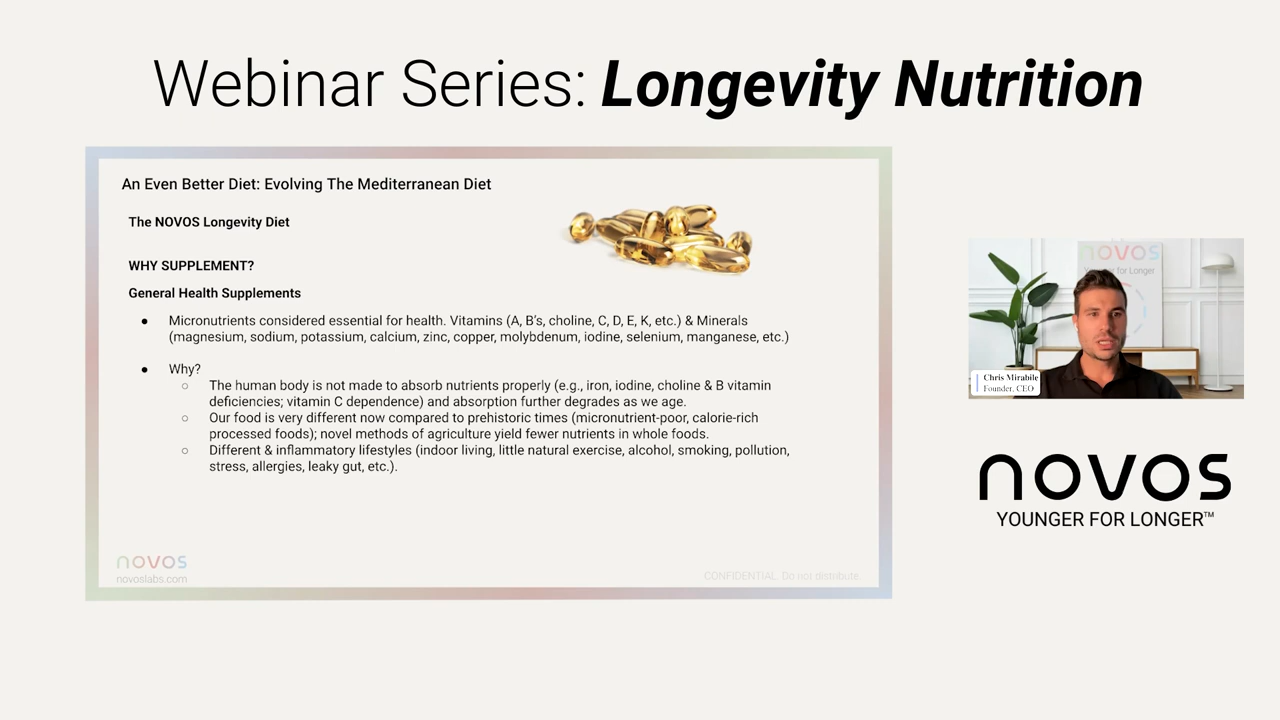 Webinar Series: Longevity Nutrition
An Even Better Diet: Evolving The Mediterranean Diet
The NOVOS Longevity Diet
WHY SUPPLEMENT?
General Health Supplements
● Micronutrients considered essential for health. Vitamins (A, B's, choline, C, D, E, K, etc.) & Minerals
(magnesium, sodium, potassium, calcium, zinc, copper, molybdenum, iodine, selenium, manganese, etc.)
● Why?
○ The human body is not made to absorb nutrients properly (e.g., iron, iodine, choline & B vitamin
deficiencies; vitamin C dependence) and absorption further degrades as we age.
○ Our food is very different now compared to prehistoric times (micronutrient-poor, calorie-rich
processed foods); novel methods of agriculture yield fewer nutrients in whole foods.
○ Different & inflammatory lifestyles (indoor living, little natural exercise, alcohol, smoking, pollution,
stress, allergies, leaky gut, etc.).
novos
novoslabs.com
CONFIDENTIAL. Do not distribute
novos
Younger for Longer
Chris Mirabile
Founder, CEO
novos
YOUNGER FOR LONGER™